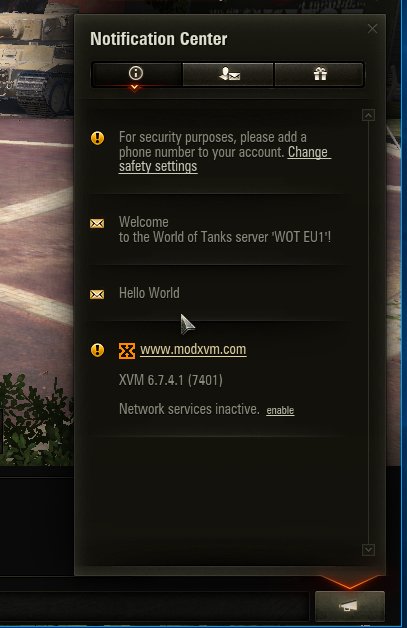 Notification Center
For security purposes, please add a
phone number to your account. Change
safety settings
Welcome
to the World of Tanks server 'WOT EU1'!
Hello World
www.modxvm.com
XVM 6.7.4.1 (7401)
Network services inactive. enable